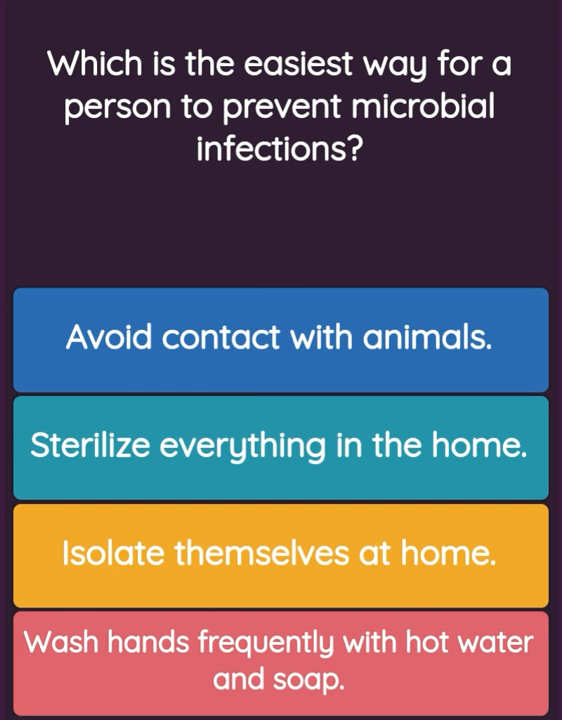 Which is the easiest way for a
person to prevent microbial
infections?
Avoid contact with animals.
Sterilize everything in the home.
Isolate themselves at home.
Wash hands frequently with hot water
and soap.